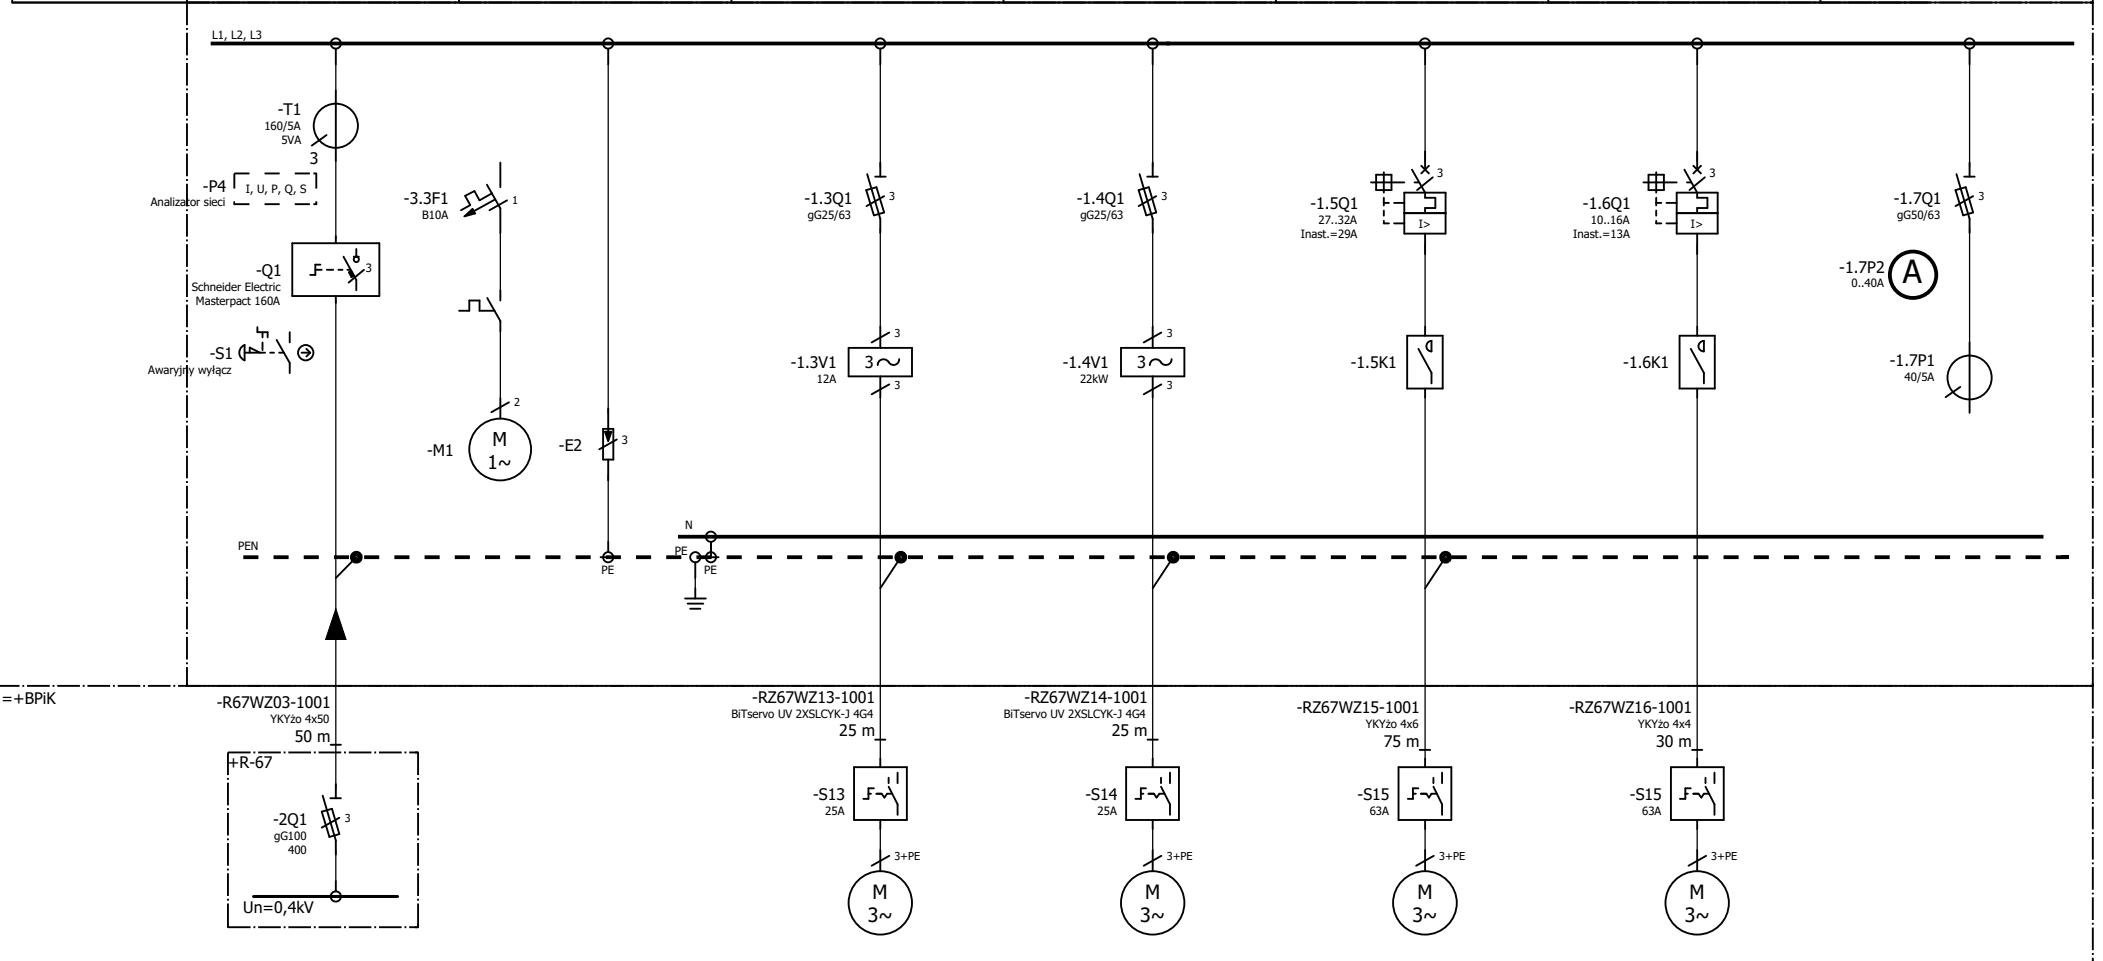 L1, L2, L3
-T1
160/5A
5VA
3
-P4
I, U, P, Q, S
Analizator sieci
-Q1
3
Schneider Electric
Masterpact 160A
-S1
Awaryjny wyłącz
-3.3F1
1
B10A
2
-M1
M
1~
-E2
3
-1.3Q1
3
gG25/63
3
-1.3V1
3
12A
3
-1.4Q1
3
gG25/63
3
-1.4V1
3
22kW
3
3
-1.5Q1
27..32A
I>
Inast.=29A
-1.5K1
3
-1.6Q1
10..16A
I>
Inast.=13A
-1.6K1
-1.7Q1
3
gG50/63
-1.7P2
A
0..40A
-1.7P1
40/5A
N
PEN
PE
PE
PE
=+BPiK
-R67WZ03-1001
YKYżo 4x50
50 m
+R-67
-2Q1
3
gG100
400
Un=0,4kV
-RZ67WZ13-1001
BiTservo UV 2XSLCYK-J 4G4
25 m
-S13
25A
3+PE
M
3~
-RZ67WZ14-1001
BiTservo UV 2XSLCYK-J 4G4
25 m
-S14
25A
3+PE
M
3~
-RZ67WZ15-1001
YKYżo 4x6
75 m
-S15
63A
3+PE
M
3~
-RZ67WZ16-1001
YKYżo 4x4
30 m
-S15
63A
3+PE
M
3~